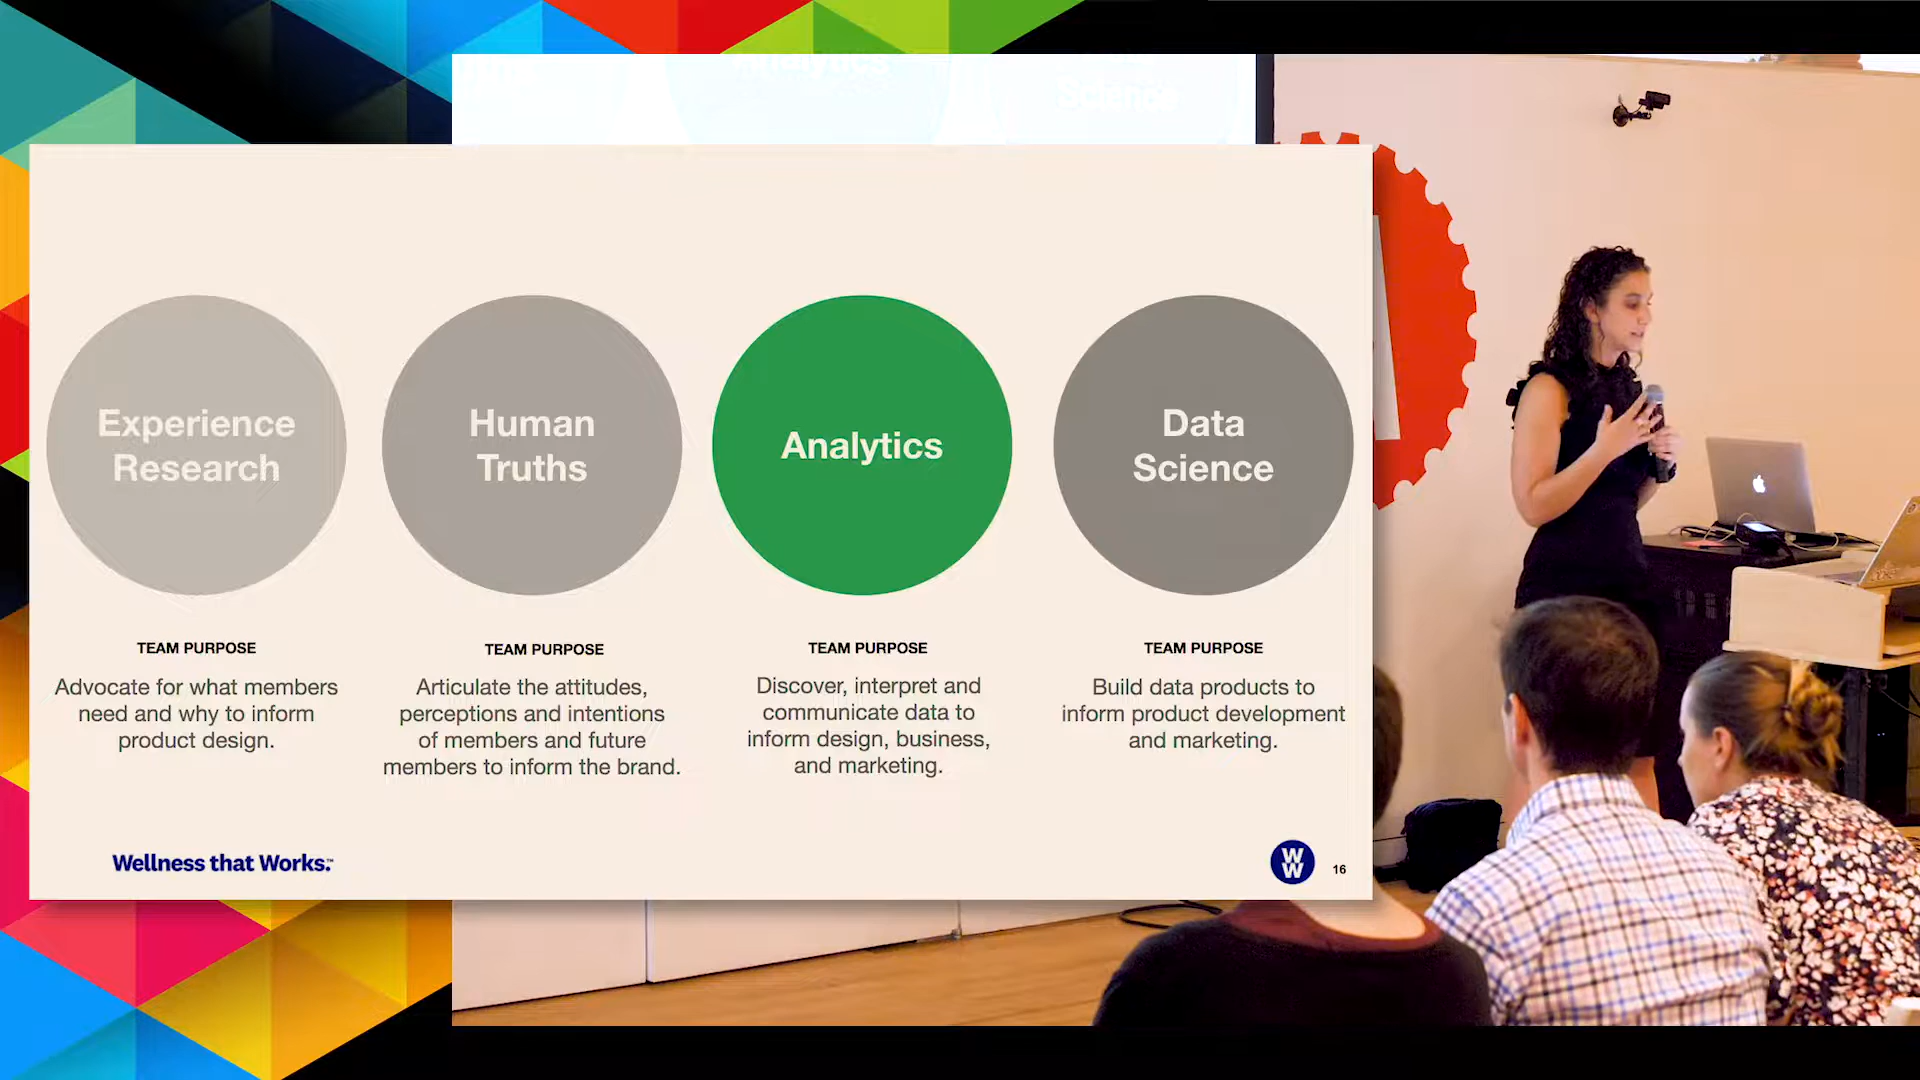 Analytics
Science
Experience
Research
Human
Truths
Analytics
Data
Science
TEAM PURPOSE
Advocate for what members
need and why to inform
product design.
TEAM PURPOSE
Articulate the attitudes,
perceptions and intentions
of members and future
members to inform the brand.
TEAM PURPOSE
Discover, interpret and
communicate data to
inform design, business,
and marketing.
TEAM PURPOSE
Build data products to
inform product development
and marketing.
Wellness that Works.™
W
W
16